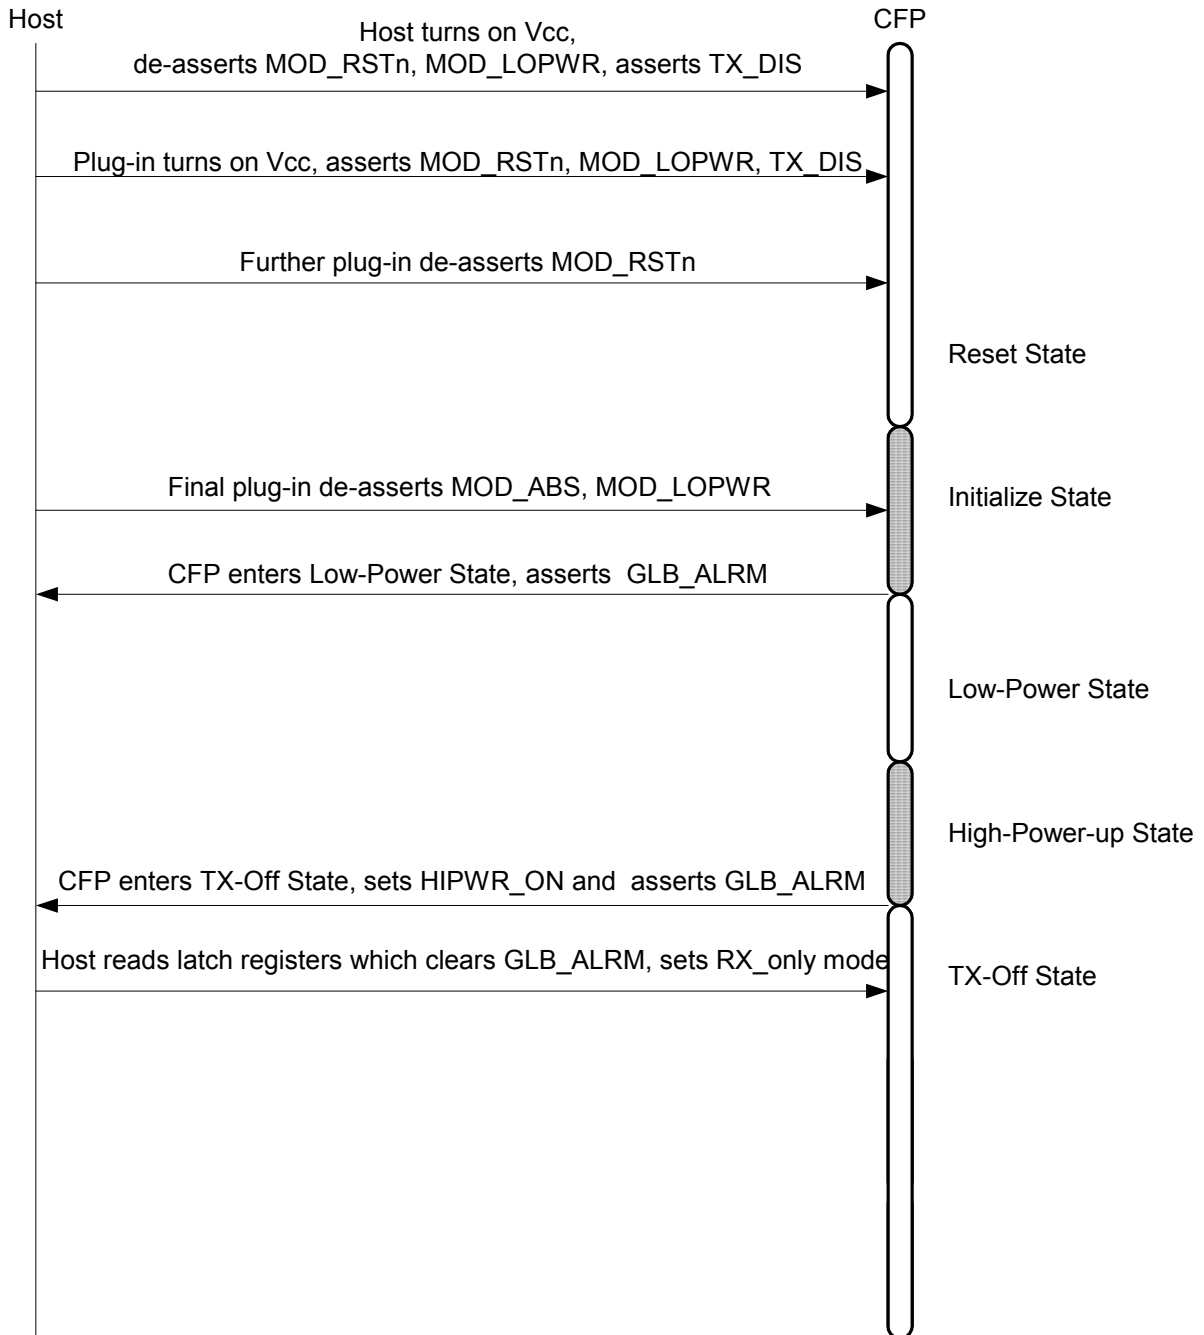 Host
CFP
Host turns on Vcc,
de-asserts MOD_RSTn, MOD_LOPWR, asserts TX_DIS
Plug-in turns on Vcc, asserts MOD_RSTn, MOD_LOPWR, TX_DIS
Further plug-in de-asserts MOD_RSTn
Reset State
Final plug-in de-asserts MOD_ABS, MOD_LOPWR
Initialize State
CFP enters Low-Power State, asserts GLB_ALRM
Low-Power State
High-Power-up State
CFP enters TX-Off State, sets HIPWR_ON and asserts GLB_ALRM
Host reads latch registers which clears GLB_ALRM, sets RX_only mode
TX-Off State